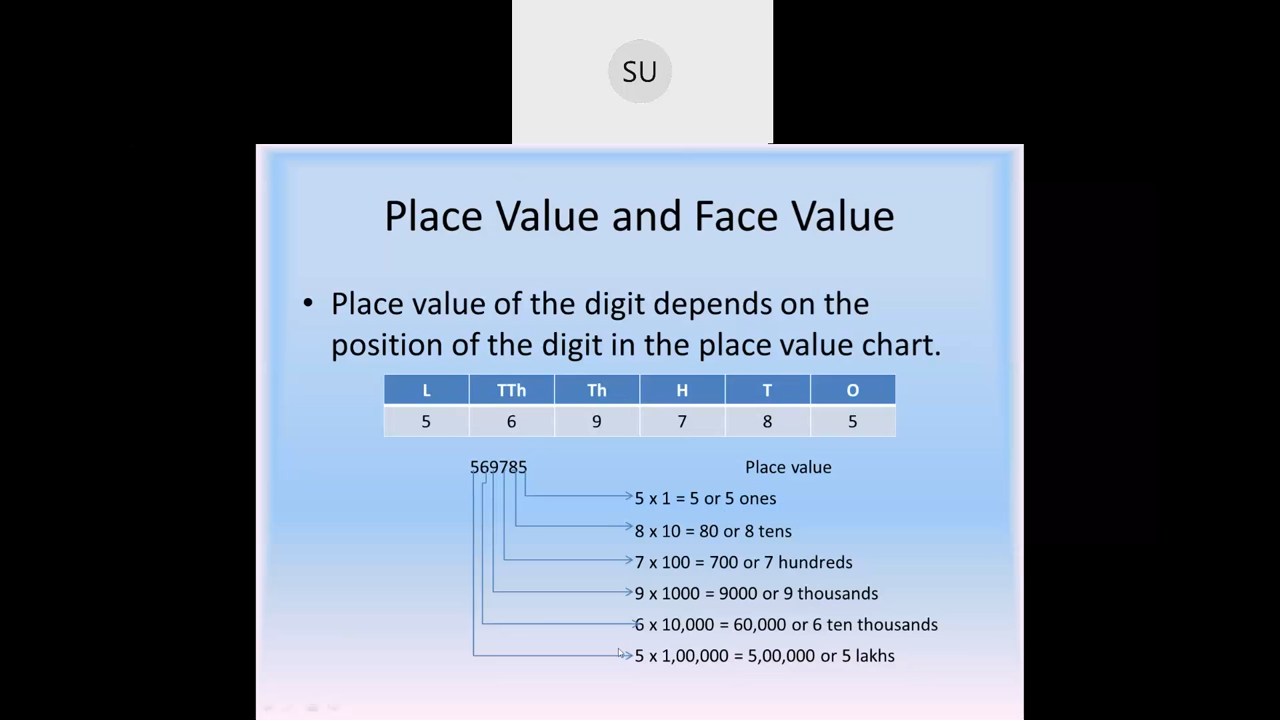 SU
Place Value and Face Value
• Place value of the digit depends on the
position of the digit in the place value chart.
L TTh Th H T O
5 6 9 7 8 5
569785 Place value
5 x 1 = 5 or 5 ones
8 x 10 = 80 or 8 tens
7 x 100 = 700 or 7 hundreds
9 x 1000 = 9000 or 9 thousands
6 x 10,000 = 60,000 or 6 ten thousands
5 x 1,00,000 = 5,00,000 or 5 lakhs